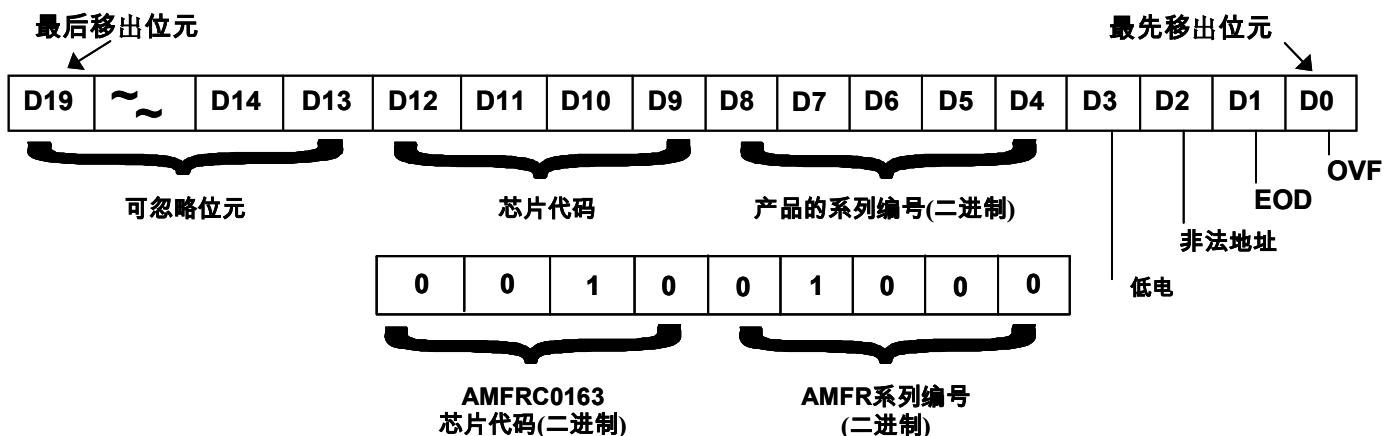 最后移出位元 最先移出位元
D19 ~~ D14 D13 D12 D11 D10 D9 D8 D7 D6 D5 D4 D3 D2 D1 D0
OVF
可忽略位元 芯片代码 产品的系列编号(二进制) EOD
非法地址
0 0 1 0 0 1 0 0 0 低电
AMFRC0163 AMFR系列编号
芯片代码(二进制) (二进制)